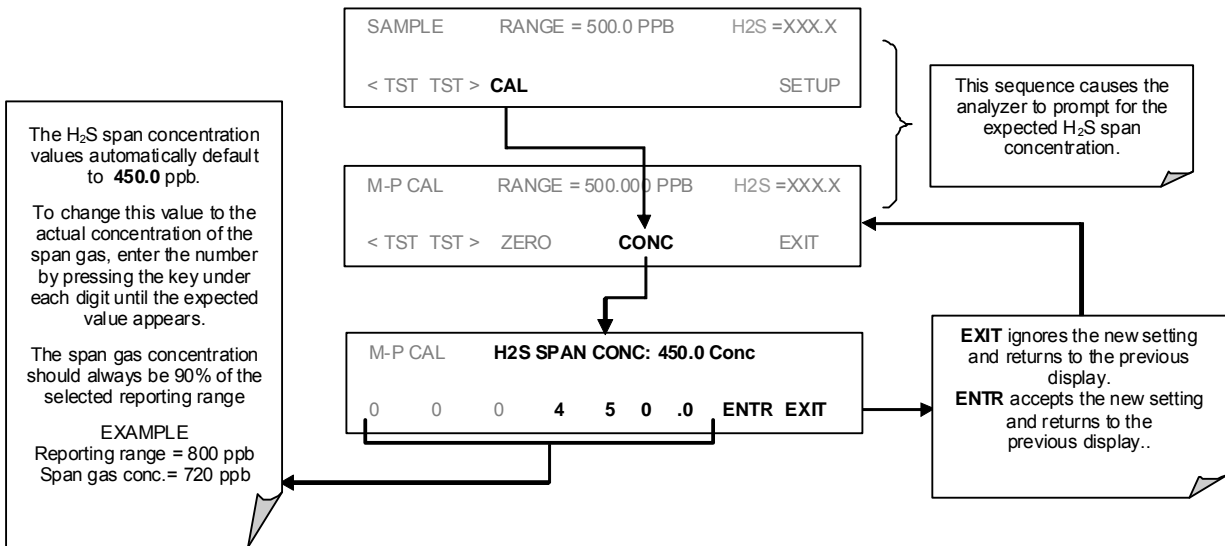 SAMPLE RANGE = 500.0 PPB H2S =XXX.X
< TST TST > CAL SETUP
This sequence causes the
analyzer to prompt for the
expected H₂S span
concentration.
The H₂S span concentration
values automatically default
to 450.0 ppb.
To change this value to the
actual concentration of the
span gas, enter the number
by pressing the key under
each digit until the expected
value appears.
The span gas concentration
should always be 90% of the
selected reporting range
EXAMPLE
Reporting range = 800 ppb
Span gas conc.= 720 ppb
M-P CAL RANGE = 500.000 PPB H2S =XXX.X
< TST TST > ZERO CONC EXIT
M-P CAL H2S SPAN CONC: 450.0 Conc
0 0 0 4 5 0 .0 ENTR EXIT
EXIT ignores the new setting
and returns to the previous
display.
ENTR accepts the new setting
and returns to the
previous display..